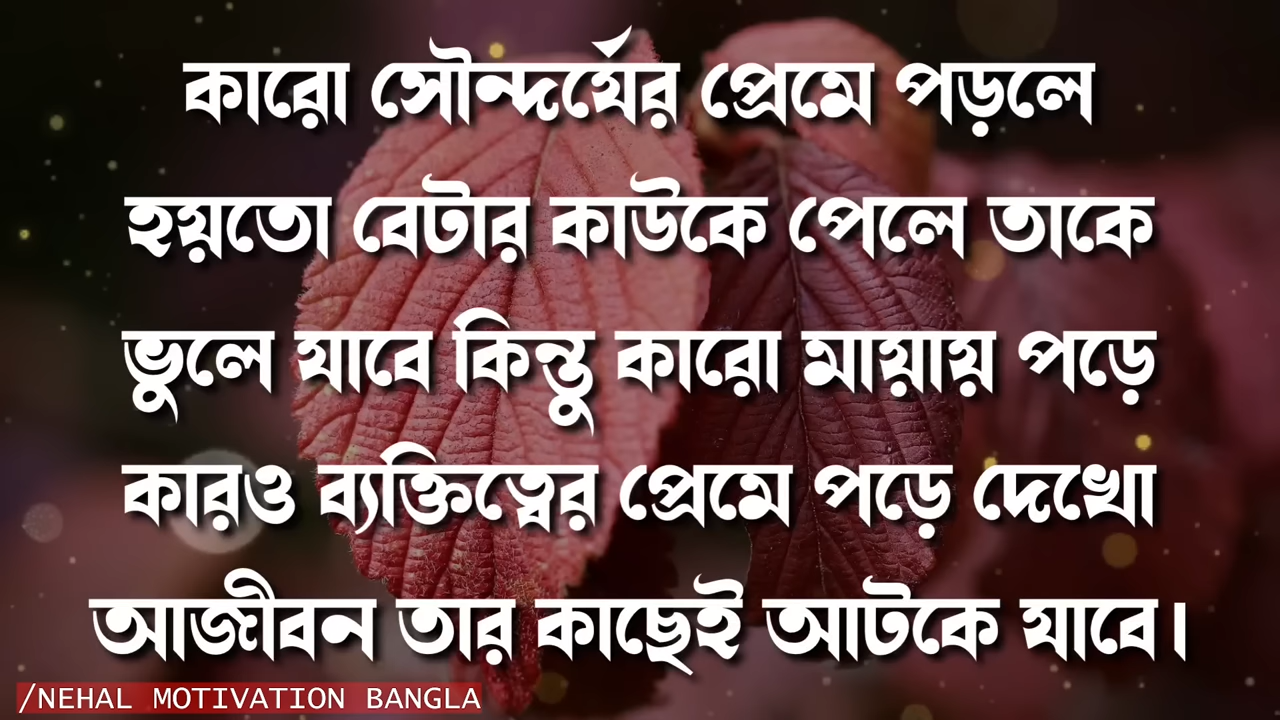 কারো সৌন্দর্যের প্রেমে পড়লে
হয়তো বেটার কাউকে পেলে তাকে
ভুলে যাবে কিন্তু কারো মায়ায় পড়ে
কারও ব্যক্তিত্বের প্রেমে পড়ে দেখো
আজীবন তার কাছেই আটকে যাবে।
/NEHAL MOTIVATION BANGLA